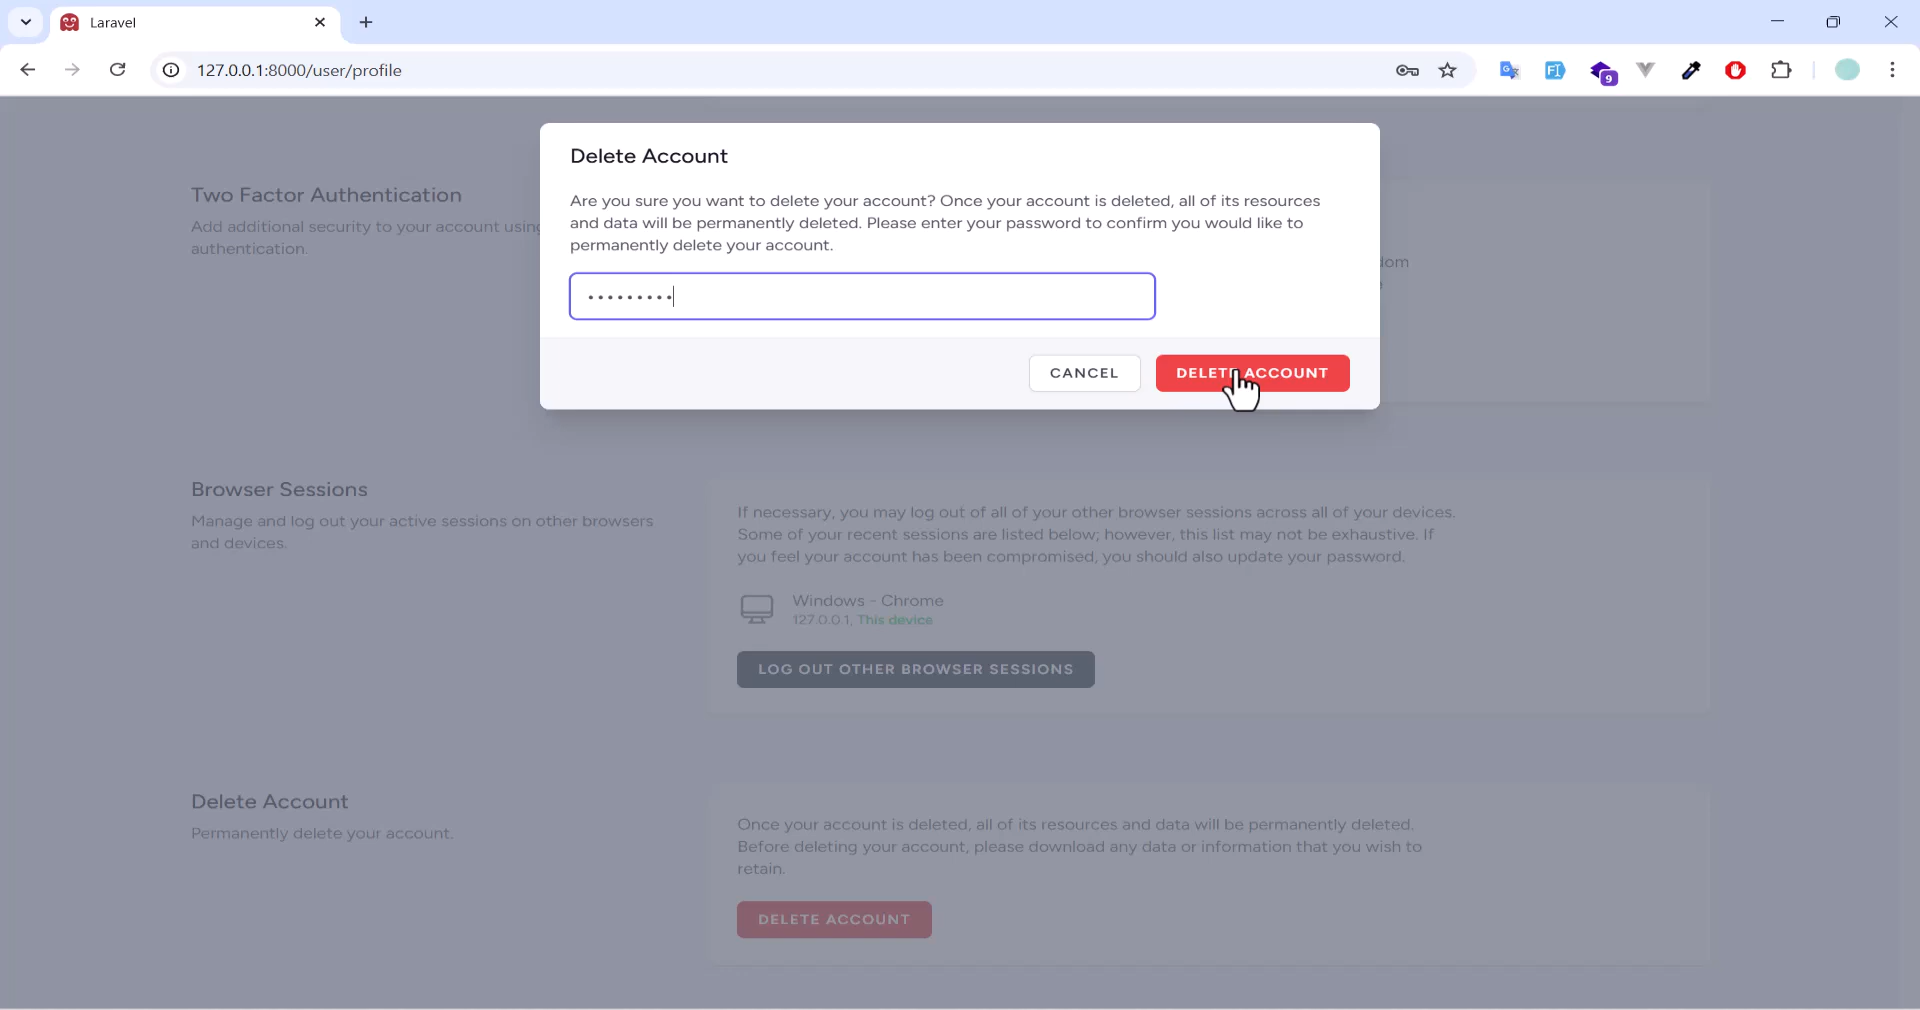 Laravel
127.0.0.1:8000/user/profile
9
Delete Account
Are you sure you want to delete your account? Once your account is deleted, all of its resources
and data will be permanently deleted. Please enter your password to confirm you would like to
permanently delete your account.
•••••••••
CANCEL
DELETE ACCOUNT
Two Factor Authentication
Add additional security to your account using
authentication.
Browser Sessions
Manage and log out your active sessions on other browsers
and devices.
If necessary, you may log out of all of your other browser sessions across all of your devices.
Some of your recent sessions are listed below; however, this list may not be exhaustive. If
you feel your account has been compromised, you should also update your password.
Windows - Chrome
127.0.0.1, This device
LOG OUT OTHER BROWSER SESSIONS
Delete Account
Permanently delete your account.
Once your account is deleted, all of its resources and data will be permanently deleted.
Before deleting your account, please download any data or information that you wish to
retain.
DELETE ACCOUNT